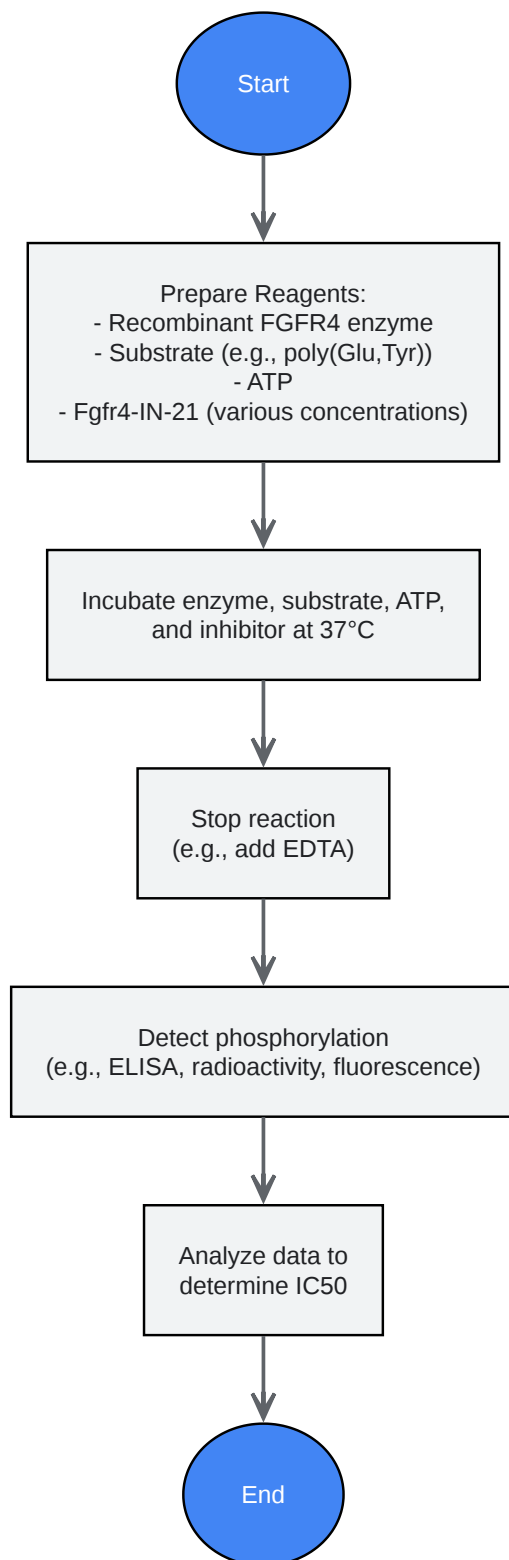 Start
Prepare Reagents:
- Recombinant FGFR4 enzyme
- Substrate (e.g., poly(Glu,Tyr))
- ATP
- Fgfr4-IN-21 (various concentrations)
Incubate enzyme, substrate, ATP,
and inhibitor at 37°C
Stop reaction
(e.g., add EDTA)
Detect phosphorylation
(e.g., ELISA, radioactivity, fluorescence)
Analyze data to
determine IC50
End